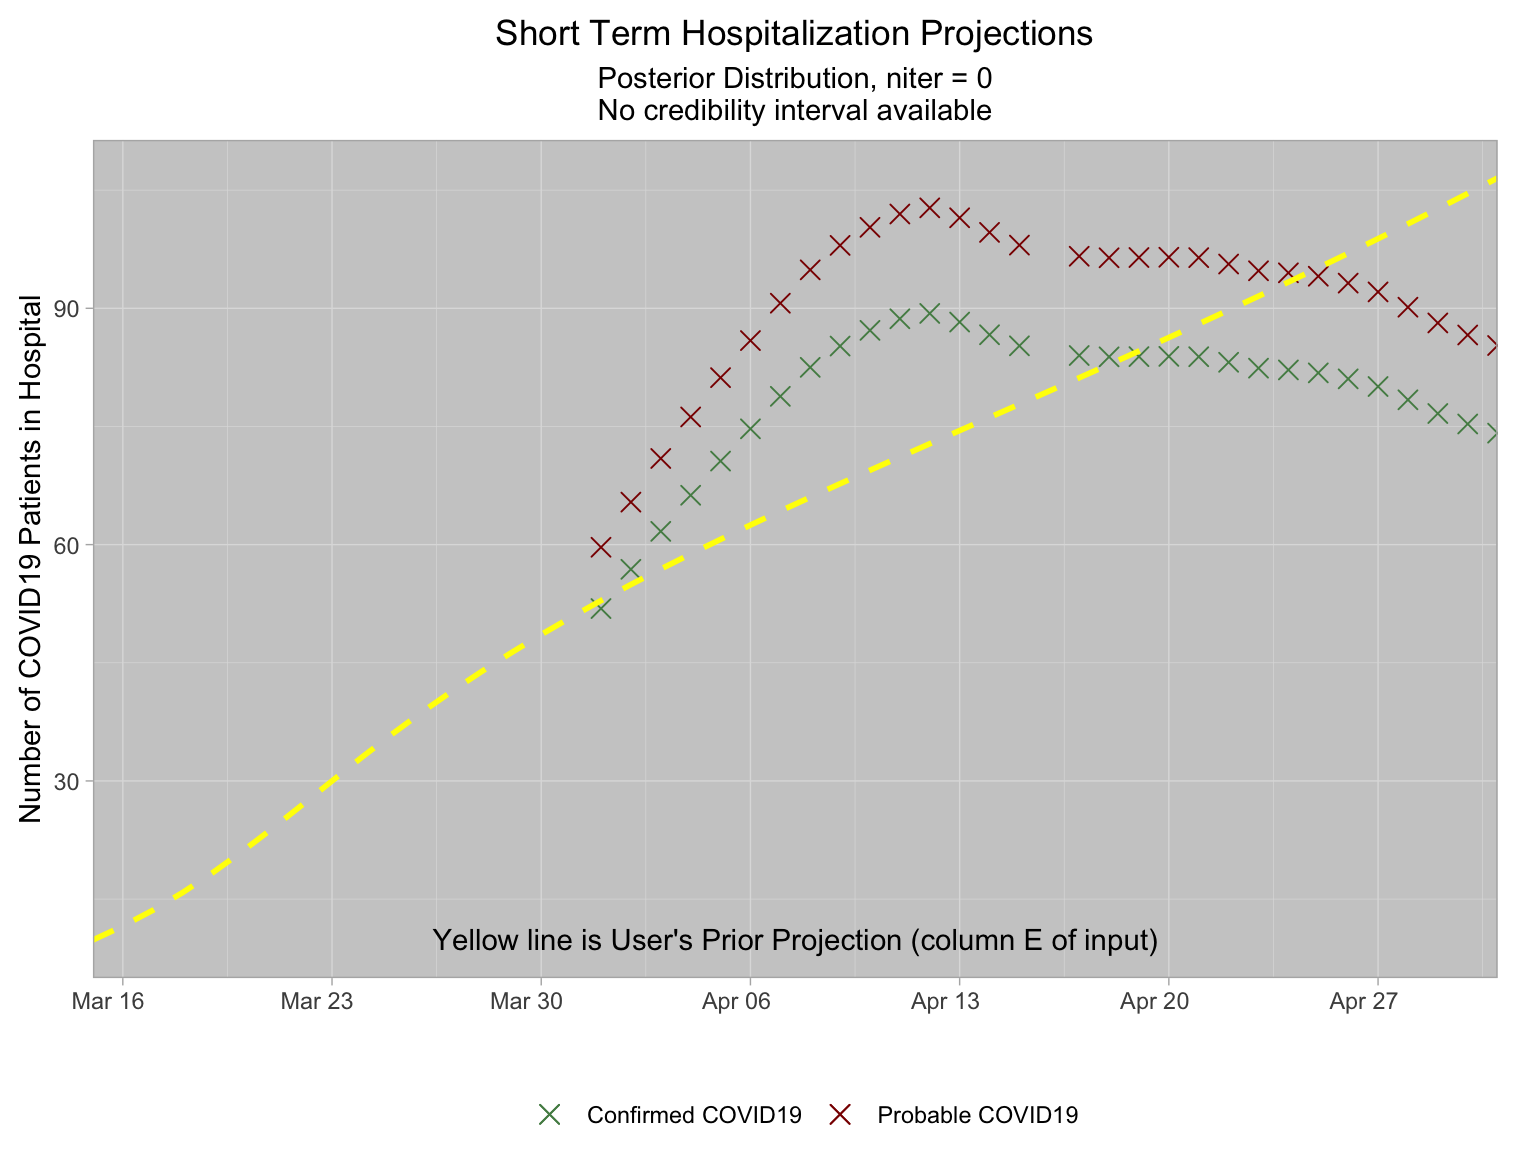 Short Term Hospitalization Projections
Posterior Distribution, niter = 0
No credibility interval available
Number of COVID19 Patients in Hospital
90
60
30
Yellow line is User's Prior Projection (column E of input)
Mar 16
Mar 23
Mar 30
Apr 06
Apr 13
Apr 20
Apr 27
Confirmed COVID19
Probable COVID19